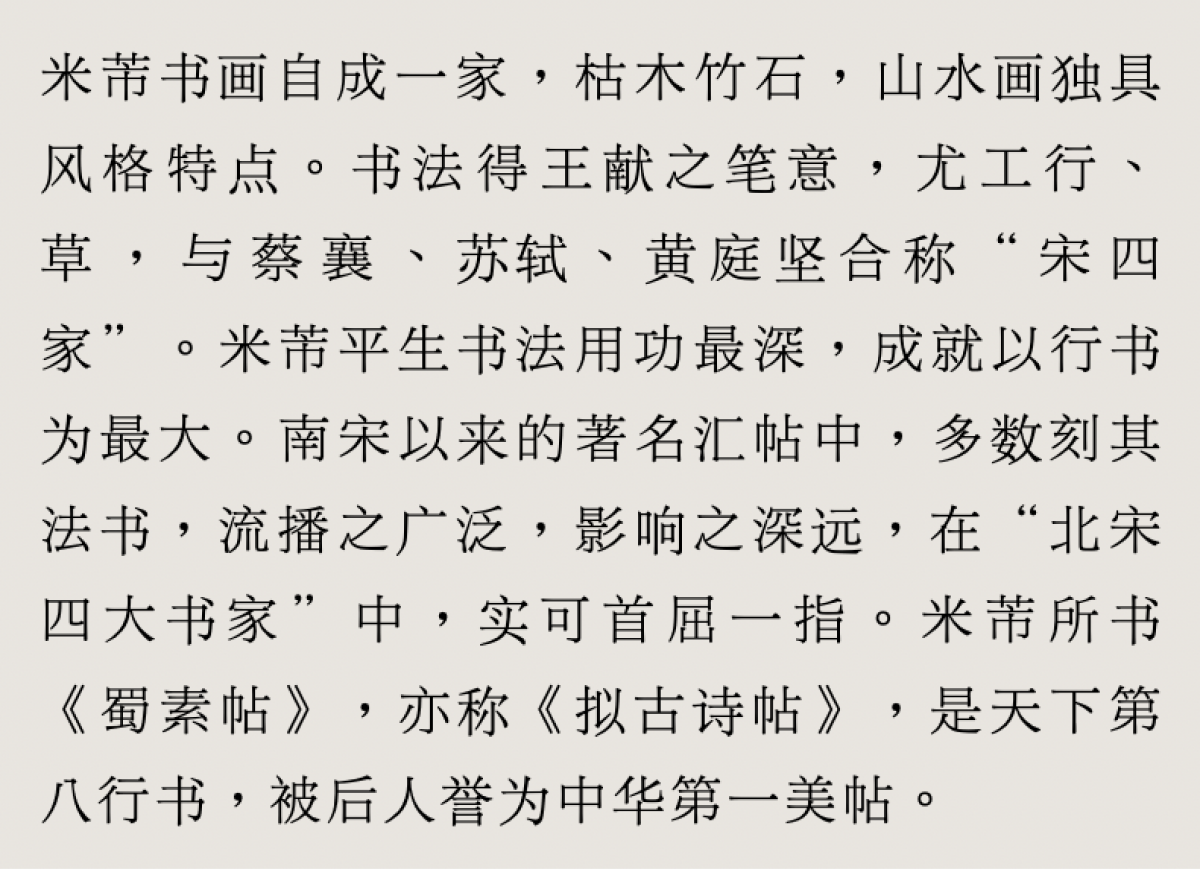 米芾书画自成一家，枯木竹石，山水画独具
风格特点。书法得王献之笔意，尤工行、
草，与蔡襄、苏轼、黄庭坚合称“宋四
家”。米芾平生书法用功最深，成就以行书
为最大。南宋以来的著名汇帖中，多数刻其
法书，流播之广泛，影响之深远，在“北宋
四大书家”中，实可首屈一指。米芾所书
《蜀素帖》，亦称《拟古诗帖》，是天下第
八行书，被后人誉为中华第一美帖。